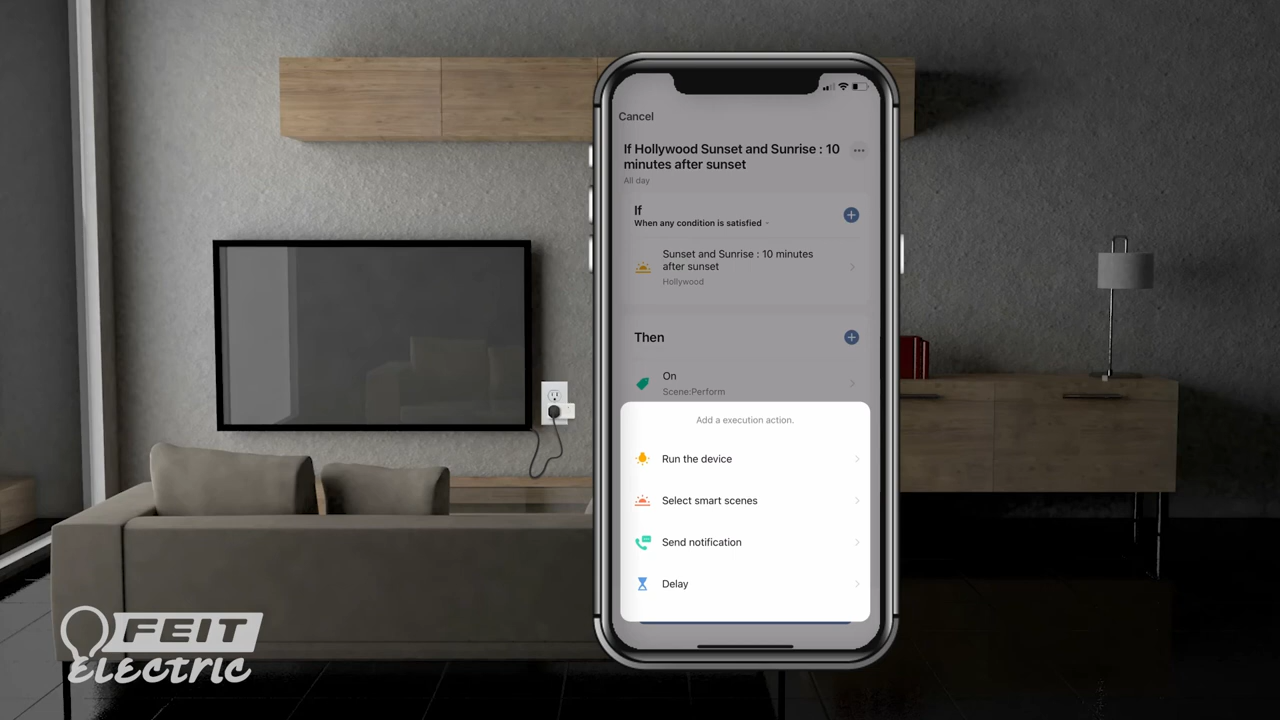 Cancel
If Hollywood Sunset and Sunrise : 10
minutes after sunset
All day
If
When any condition is satisfied
Sunset and Sunrise : 10 minutes
after sunset
Hollywood
Then
On
Scene:Perform
Add a execution action.
Run the device
Select smart scenes
Send notification
Delay
FEIT
ELECTRIC